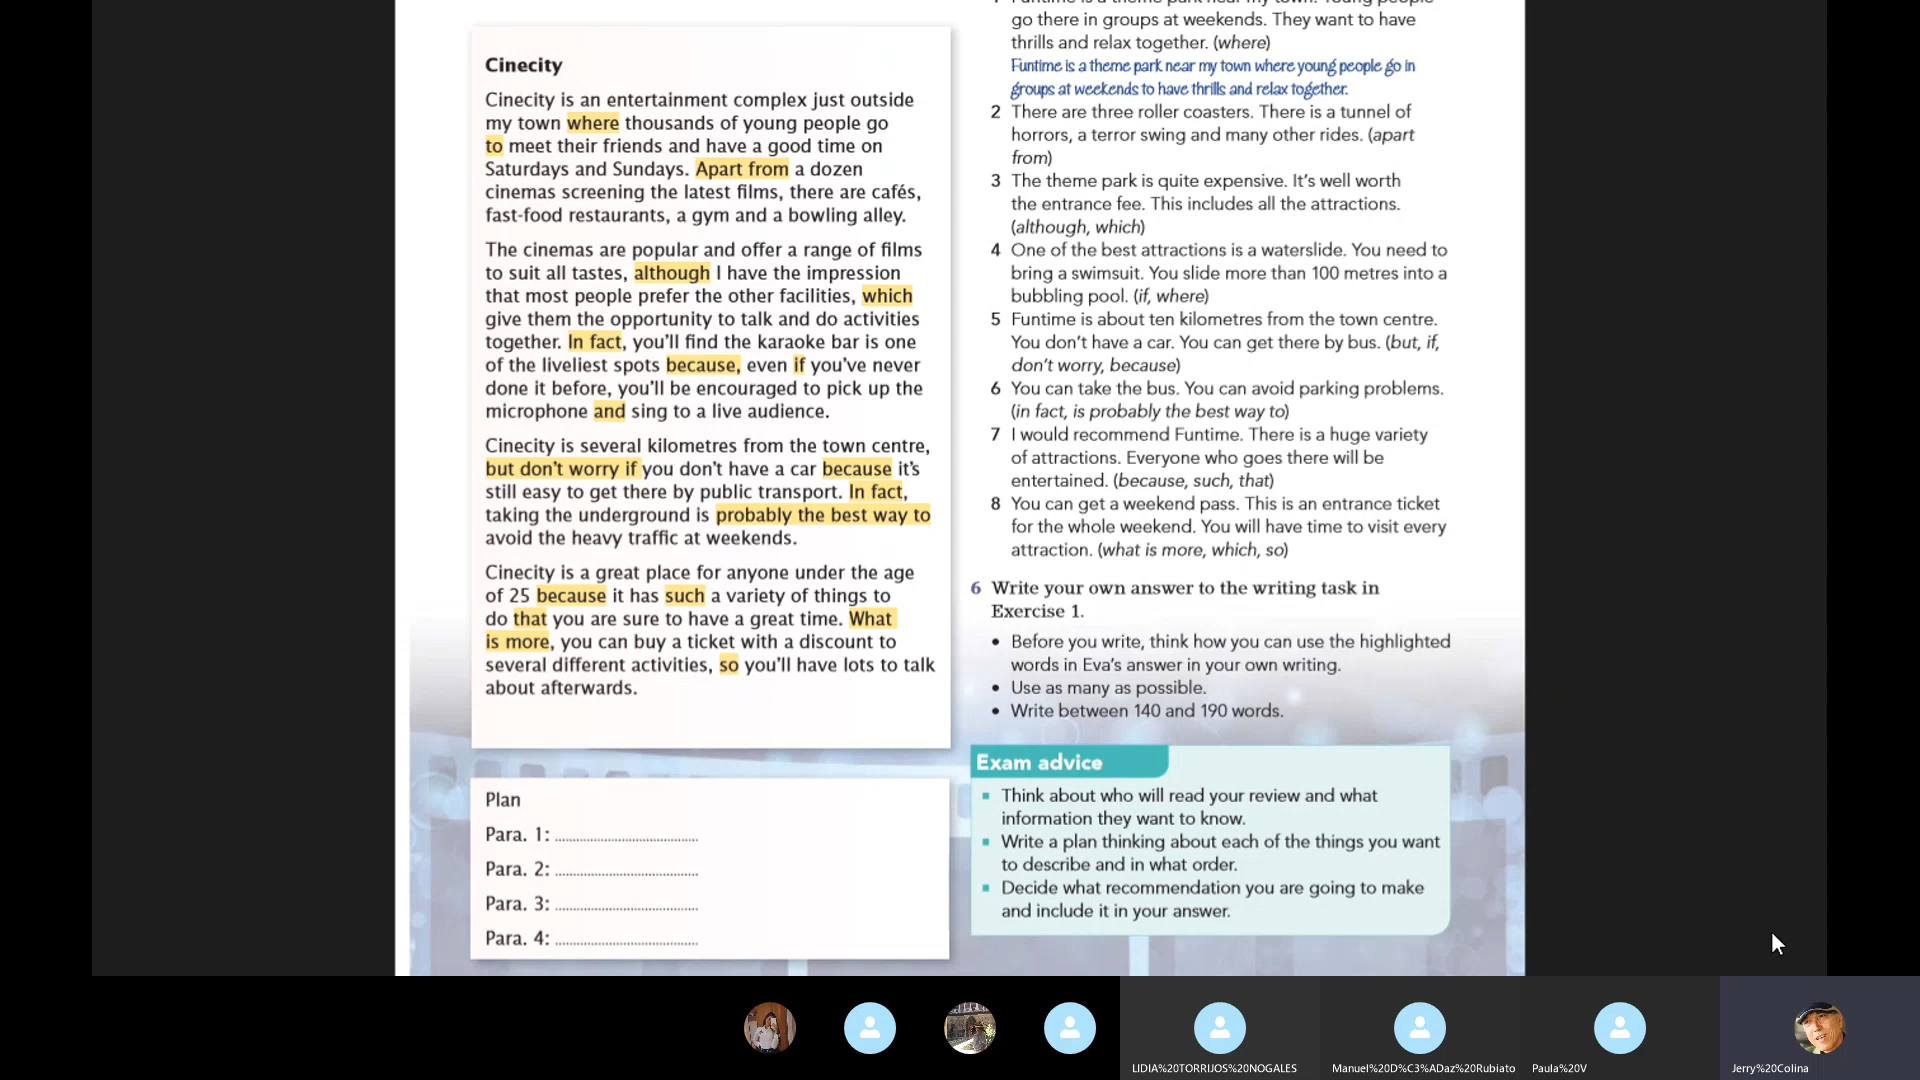 Cinecity
Cinecity is an entertainment complex just outside
my town where thousands of young people go
to meet their friends and have a good time on
Saturdays and Sundays. Apart from a dozen
cinemas screening the latest films, there are cafés,
fast-food restaurants, a gym and a bowling alley.
The cinemas are popular and offer a range of films
to suit all tastes, although I have the impression
that most people prefer the other facilities, which
give them the opportunity to talk and do activities
together. In fact, you'll find the karaoke bar is one
of the liveliest spots because, even if you've never
done it before, you'll be encouraged to pick up the
microphone and sing to a live audience.
Cinecity is several kilometres from the town centre,
but don't worry if you don't have a car because it's
still easy to get there by public transport. In fact,
taking the underground is probably the best way to
avoid the heavy traffic at weekends.
Cinecity is a great place for anyone under the age
of 25 because it has such a variety of things to
do that you are sure to have a great time. What
is more, you can buy a ticket with a discount to
several different activities, so you'll have lots to talk
about afterwards.
Plan
Para. 1: ..........
Para. 2: ..........
Para. 3: ..........
Para. 4: ..........
go there in groups at weekends. They want to have
thrills and relax together. (where)
Funtime is a theme park near my town where young people go in
groups at weekends to have thrills and relax together.
2 There are three roller coasters. There is a tunnel of
horrors, a terror swing and many other rides. (apart
from)
3 The theme park is quite expensive. It's well worth
the entrance fee. This includes all the attractions.
(although, which)
4 One of the best attractions is a waterslide. You need to
bring a swimsuit. You slide more than 100 metres into a
bubbling pool. (if, where)
5 Funtime is about ten kilometres from the town centre.
You don't have a car. You can get there by bus. (but, if,
don't worry, because)
6 You can take the bus. You can avoid parking problems.
(in fact, is probably the best way to)
7 I would recommend Funtime. There is a huge variety
of attractions. Everyone who goes there will be
entertained. (because, such, that)
8 You can get a weekend pass. This is an entrance ticket
for the whole weekend. You will have time to visit every
attraction. (what is more, which, so)
6 Write your own answer to the writing task in
Exercise 1.
• Before you write, think how you can use the highlighted
words in Eva's answer in your own writing.
• Use as many as possible.
• Write between 140 and 190 words.
Exam advice
▪ Think about who will read your review and what
information they want to know.
▪ Write a plan thinking about each of the things you want
to describe and in what order.
▪ Decide what recommendation you are going to make
and include it in your answer.
LIDIA%20TORRIJOS%20NOGALES
Manuel%20D%C3%ADaz%20Rubiato
Paula%20V
Jerry%20Colina